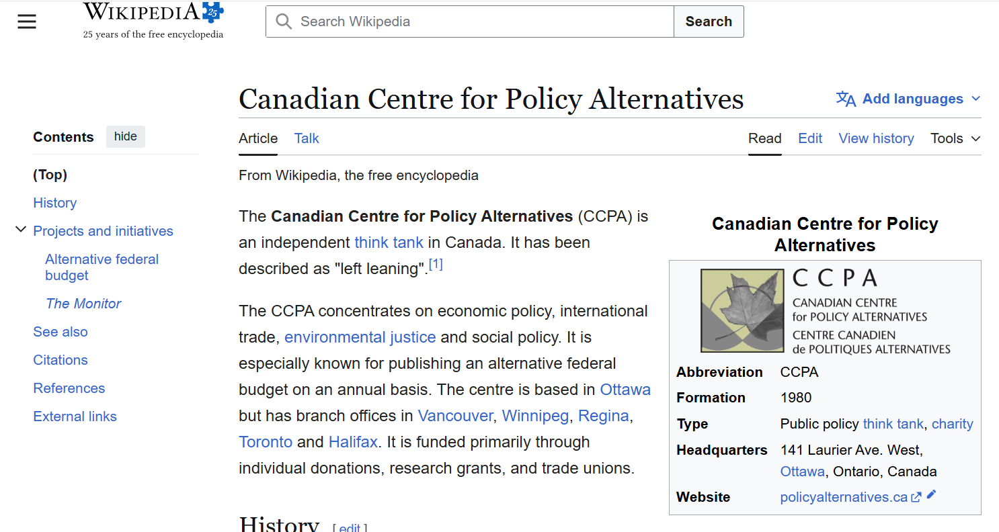 WIKIPEDIA 25
25 years of the free encyclopedia
Search Wikipedia
Search
Canadian Centre for Policy Alternatives
Add languages
Contents hide
(Top)
History
Projects and initiatives
Alternative federal
budget
The Monitor
See also
Citations
References
External links
Article Talk
Read Edit View history Tools
From Wikipedia, the free encyclopedia
The Canadian Centre for Policy Alternatives (CCPA) is
an independent think tank in Canada. It has been
described as "left leaning".[1]
The CCPA concentrates on economic policy, international
trade, environmental justice and social policy. It is
especially known for publishing an alternative federal
budget on an annual basis. The centre is based in Ottawa
but has branch offices in Vancouver, Winnipeg, Regina,
Toronto and Halifax. It is funded primarily through
individual donations, research grants, and trade unions.
History [ edit ]
Canadian Centre for Policy
Alternatives
CCPA
CANADIAN CENTRE
for POLICY ALTERNATIVES
CENTRE CANADIEN
de POLITIQUES ALTERNATIVES
Abbreviation CCPA
Formation 1980
Type Public policy think tank, charity
Headquarters 141 Laurier Ave. West,
Ottawa, Ontario, Canada
Website policyalternatives.ca